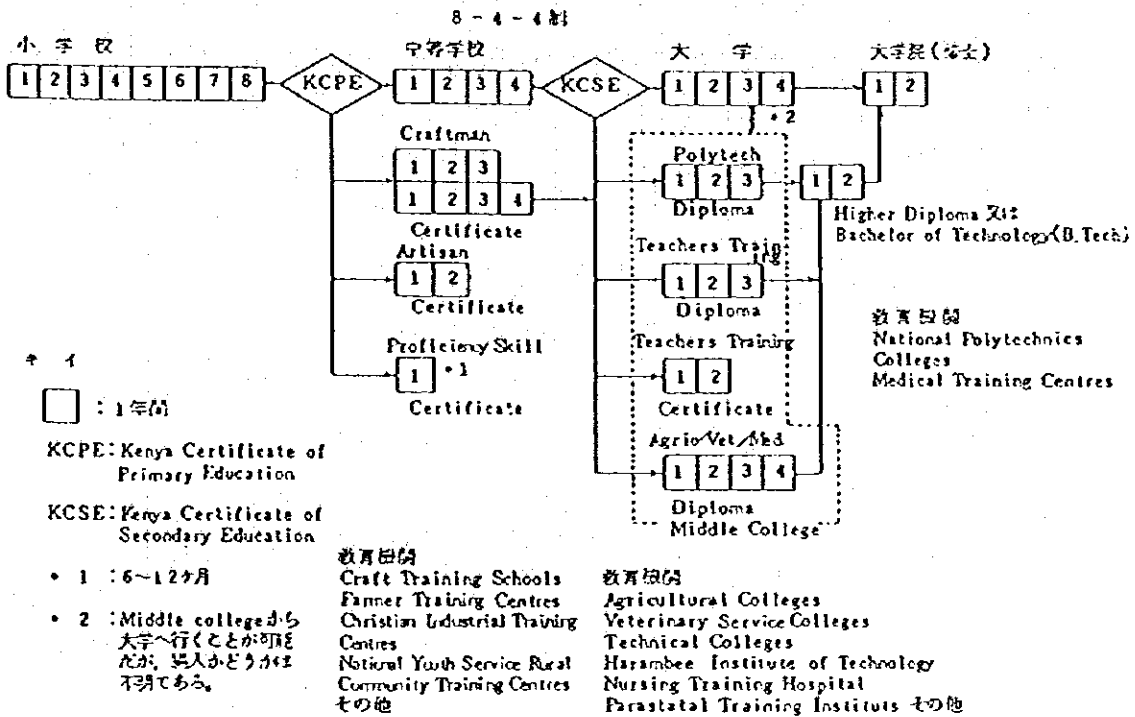 8-4-4制
小学校
1 2 3 4 5 6 7 8
KCPE
中等学校
1 2 3 4
KCSE
大学
1 2 3 4
*2
大学院(修士)
1 2
Craftman
1 2 3
1 2 3 4
Certificate
Artisan
1 2
Certificate
Proficiency Skill
1 *1
Certificate
Polytech
1 2 3
Diploma
Teachers Training
1 2 3
Diploma
Teachers Training
1 2
Certificate
Agrio/Vet/Med
1 2 3 4
Diploma
Middle College
1 2
Higher Diploma 又は
Bachelor of Technology(B.Tech)
教育機関
National Polytechnics
Colleges
Medical Training Centres
キイ
:1年間
KCPE:Kenya Certificate of
Primary Education
KCSE:Kenya Certificate of
Secondary Education
*1 :6~12ケ月
*2 :Middle collegeから
大学へ行くことが可能
だが、 かどうかは
不明である。
教育機関
Craft Training Schools
Farmer Training Centres
Christian Industrial Training
Centres
National Youth Service Rural
Community Training Centres
その他
教育機関
Agricultural Colleges
Veterinary Service Colleges
Technical Colleges
Harambee Institute of Technology
Nursing Training Hospital
Parastatal Training Instituts その他